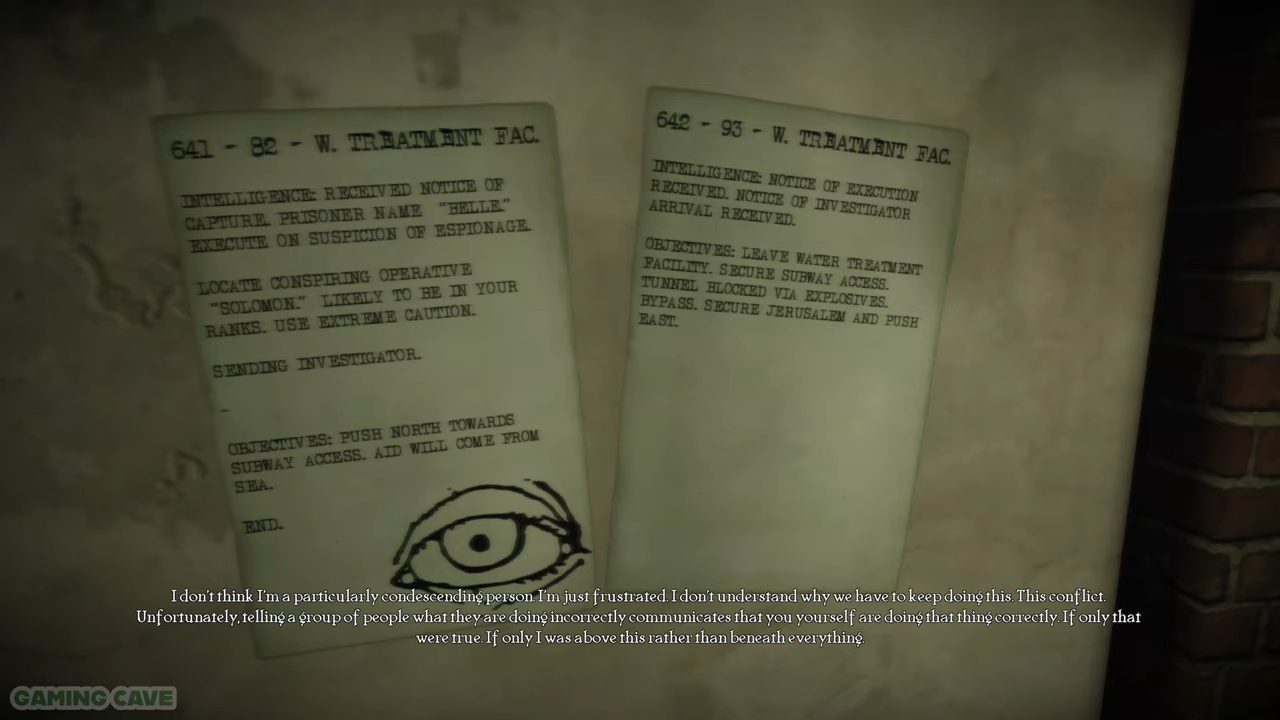 641 - 82 - W. TREATMENT FAC.
INTELLIGENCE: RECEIVED NOTICE OF
CAPTURE. PRISONER NAME "BELLE."
EXECUTE ON SUSPICION OF ESPIONAGE.
LOCATE CONSPIRING OPERATIVE
"SOLOMON." LIKELY TO BE IN YOUR
RANKS. USE EXTREME CAUTION.
SENDING INVESTIGATOR.
-
OBJECTIVES: PUSH NORTH TOWARDS
SUBWAY ACCESS. AID WILL COME FROM
SEA.
END.
642 - 93 - W. TREATMENT FAC.
INTELLIGENCE: NOTICE OF EXECUTION
RECEIVED. NOTICE OF INVESTIGATOR
ARRIVAL RECEIVED.
OBJECTIVES: LEAVE WATER TREATMENT
FACILITY. SECURE SUBWAY ACCESS.
TUNNEL BLOCKED VIA EXPLOSIVES.
BYPASS. SECURE JERUSALEM AND PUSH
EAST.
I don't think I'm a particularly condescending person. I'm just frustrated. I don't understand why we have to keep doing this. This conflict.
Unfortunately, telling a group of people what they are doing incorrectly communicates that you yourself are doing that thing correctly. If only that
were true. If only I was above this rather than beneath everything.
GAMING CAVE